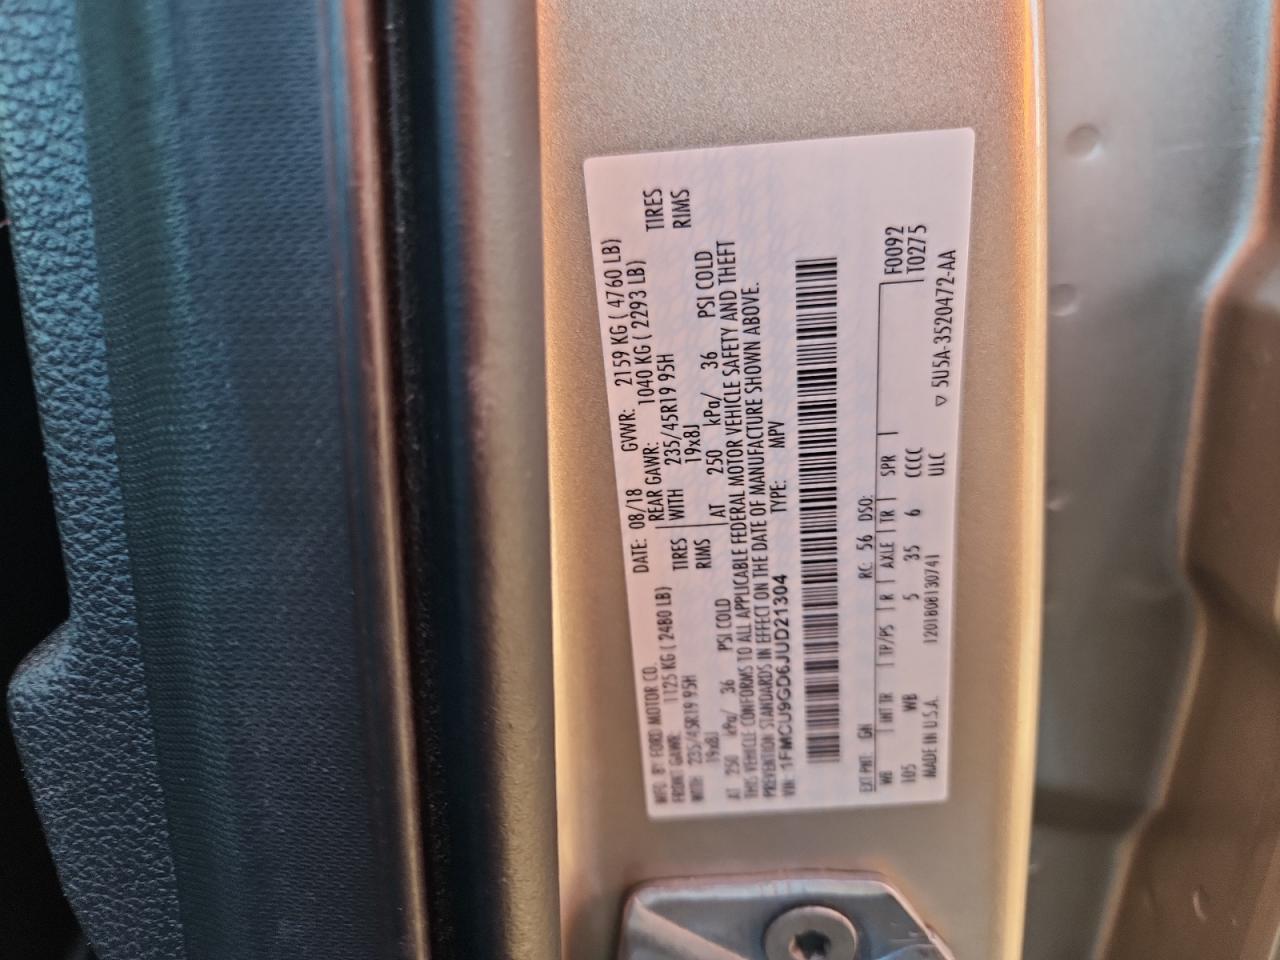 MFG. BY FORD MOTOR CO. DATE: 08/18 GVWR: 2159 KG ( 4760 LB)
FRONT GAWR: 1125 KG ( 2480 LB) REAR GAWR: 1040 KG ( 2293 LB)
WITH 235/45R19 95H TIRES WITH 235/45R19 95H TIRES
19x8J RIMS 19x8J RIMS
AT 250 kPa/ 36 PSI COLD AT 250 kPa/ 36 PSI COLD
THIS VEHICLE CONFORMS TO ALL APPLICABLE FEDERAL MOTOR VEHICLE SAFETY AND THEFT
PREVENTION STANDARDS IN EFFECT ON THE DATE OF MANUFACTURE SHOWN ABOVE.
VIN: 1FMCU9GD6JUD21304 TYPE: MPV
EXT PNT: RC: 56 DSO: F0092
WB INT TR TP/PS R AXLE TR SPR T0275
105 WB 5 35 6 CCCC
MADE IN U.S.A. 1201808130741 ULC ▽ 5U5A-3520472-AA